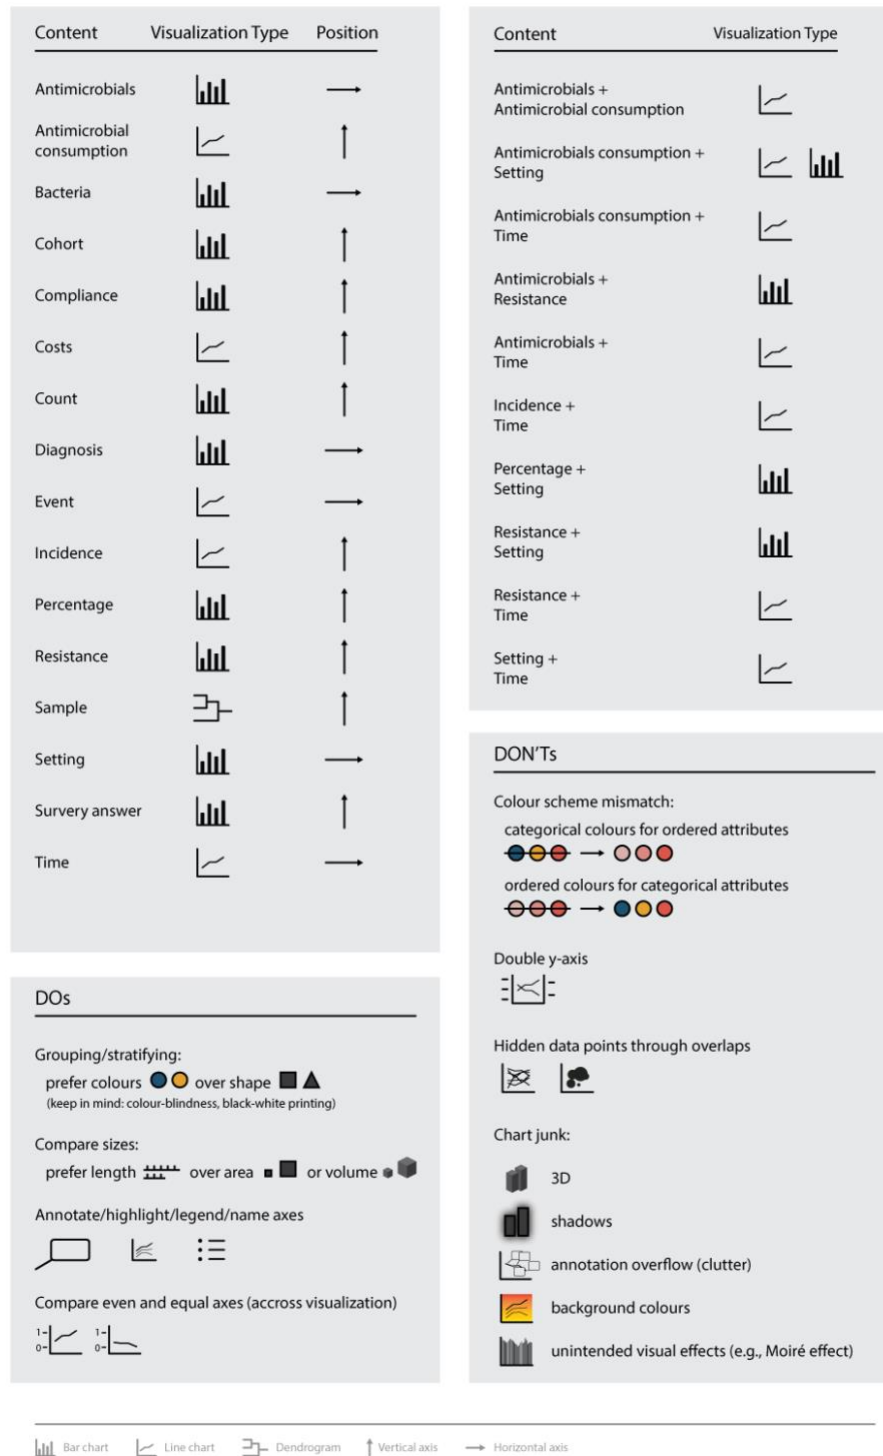 Content Visualization Type Position
Antimicrobials
Antimicrobial
consumption
Bacteria
Cohort
Compliance
Costs
Count
Diagnosis
Event
Incidence
Percentage
Resistance
Sample
Setting
Survery answer
Time
Content Visualization Type
Antimicrobials +
Antimicrobial consumption
Antimicrobials consumption +
Setting
Antimicrobials consumption +
Time
Antimicrobials +
Resistance
Antimicrobials +
Time
Incidence +
Time
Percentage +
Setting
Resistance +
Setting
Resistance +
Time
Setting +
Time
DOs
Grouping/stratifying:
prefer colours over shape
(keep in mind: colour-blindness, black-white printing)
Compare sizes:
prefer length over area or volume
Annotate/highlight/legend/name axes
Compare even and equal axes (accross visualization)
1- 1-
0- 0-
DON'Ts
Colour scheme mismatch:
categorical colours for ordered attributes
ordered colours for categorical attributes
Double y-axis
Hidden data points through overlaps
Chart junk:
3D
shadows
annotation overflow (clutter)
background colours
unintended visual effects (e.g., Moiré effect)
Bar chart Line chart Dendrogram Vertical axis Horizontal axis